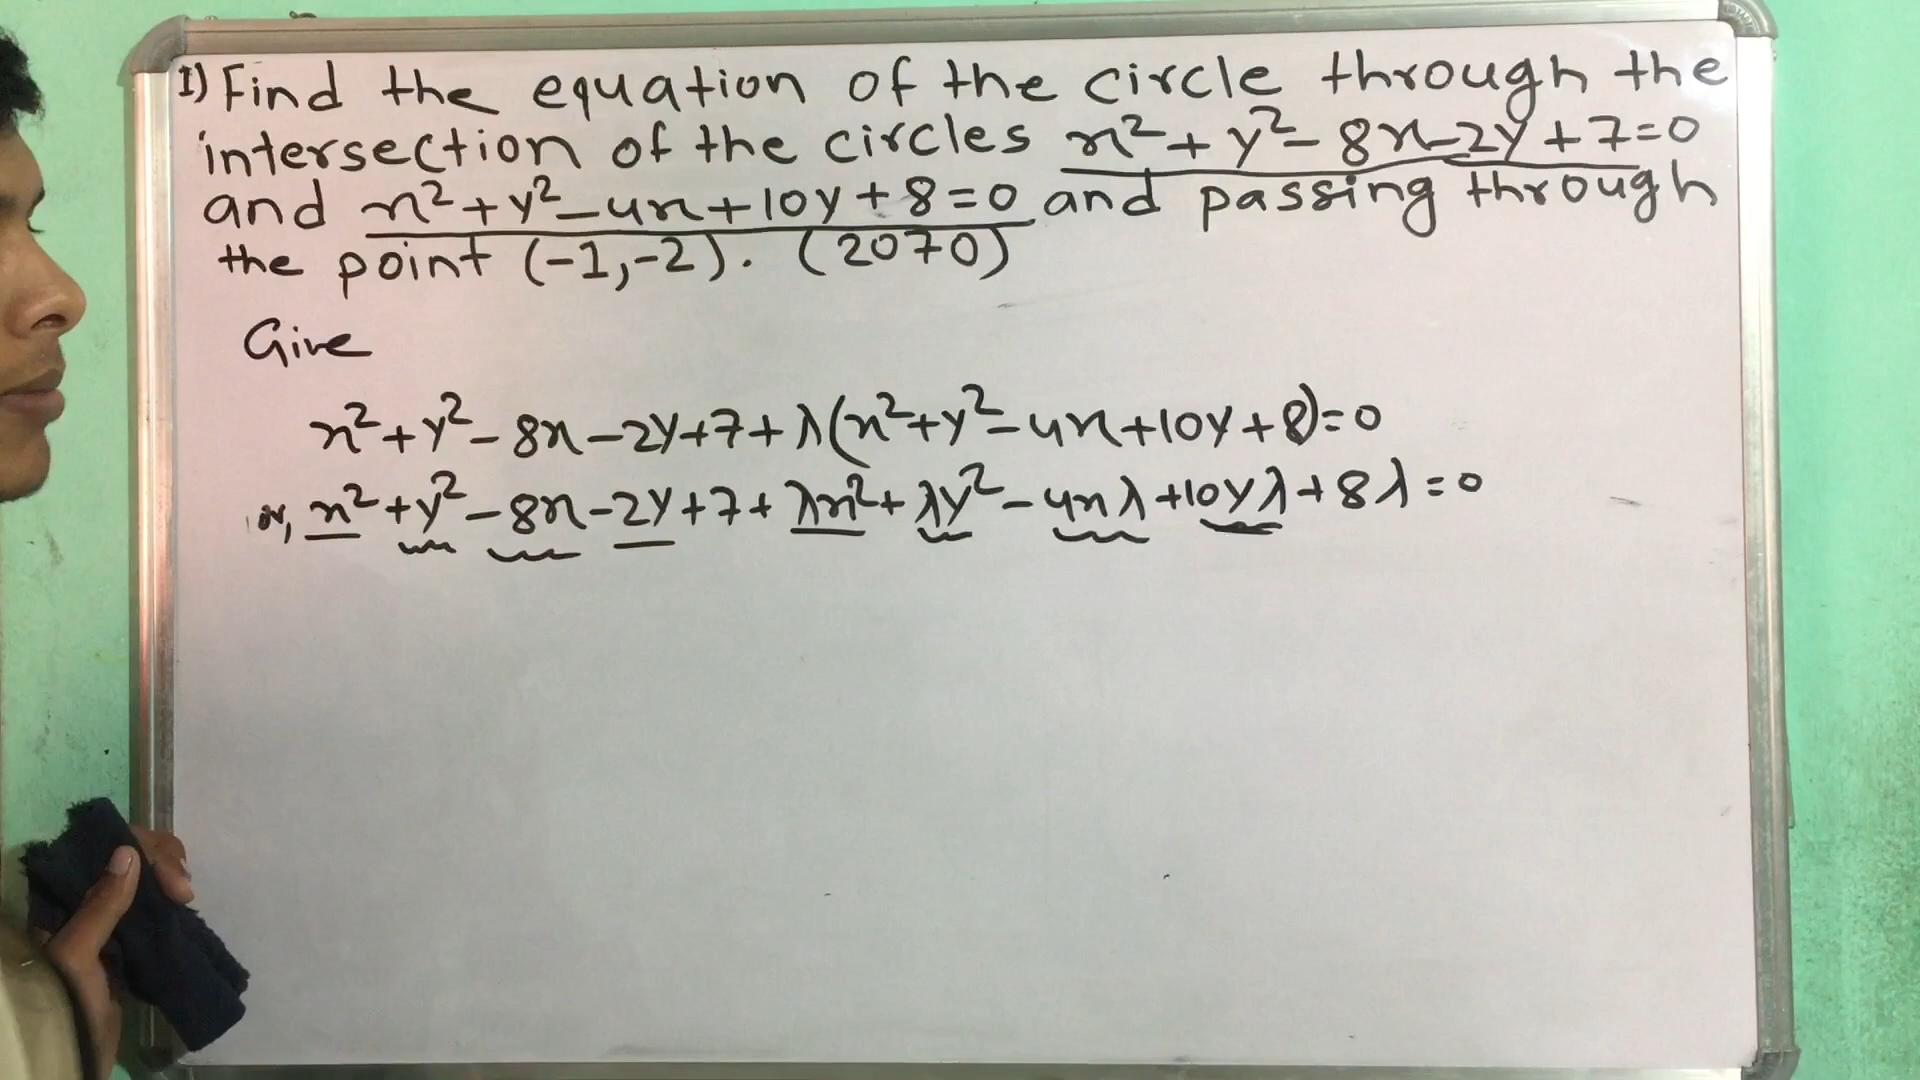 1) Find the equation of the circle through the
intersection of the circles x²+y²-8x-2y+7=0
and x²+y²-4x+10y+8=0 and passing through
the point (-1,-2). (2070)
Give
x²+y²-8x-2y+7+λ(x²+y²-4x+10y+8)=0
or, x²+y²-8x-2y+7+λx²+λy²-4xλ+10yλ+8λ=0